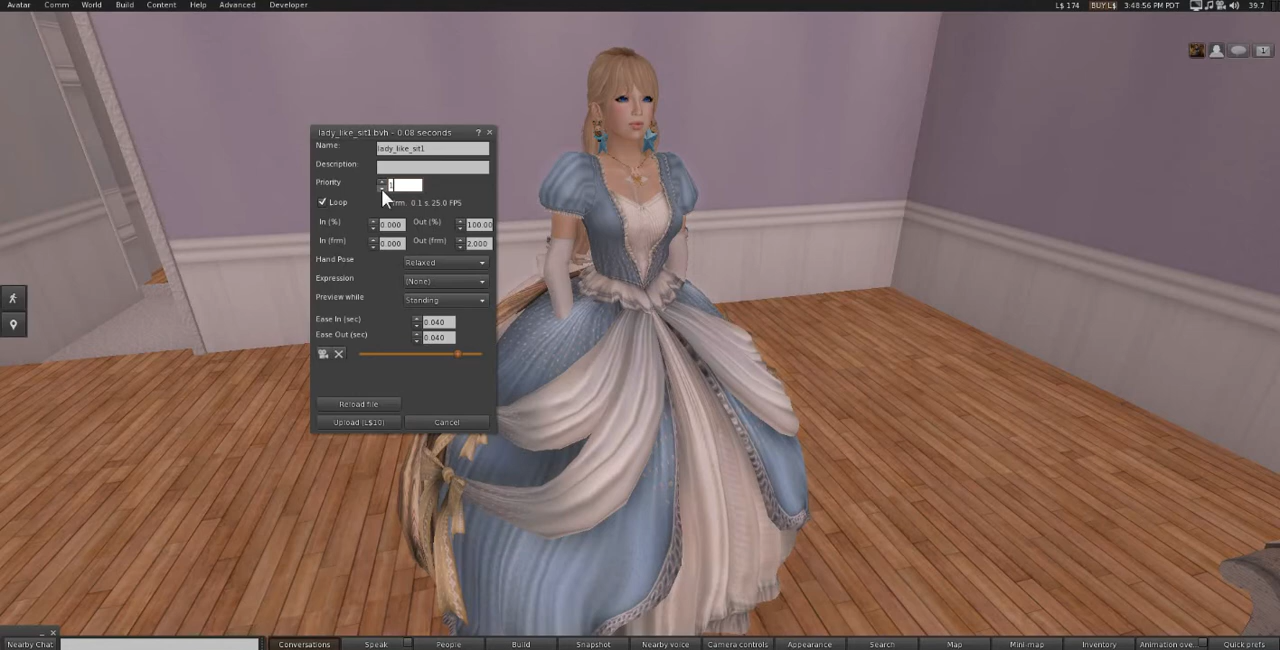 Avatar Comm World Build Content Help Advanced Developer L$ 174 BUY L$ 3:48:56 PM PDT 39.7
lady_like_sit1.bvh - 0.08 seconds ? ×
Name: lady_like_sit1
Description:
Priority
Loop frm. 0.1 s, 25.0 FPS
In (%) 0.000 Out (%) 100.00
In (frm) 0.000 Out (frm) 2.000
Hand Pose Relaxed
Expression (None)
Preview while Standing
Ease In (sec) 0.040
Ease Out (sec) 0.040
Reload file
Upload (L$10) Cancel
Nearby Chat Conversations Speak People Build Snapshot Nearby voice Camera controls Appearance Search Map Mini-map Inventory Animation ove... Quick prefs